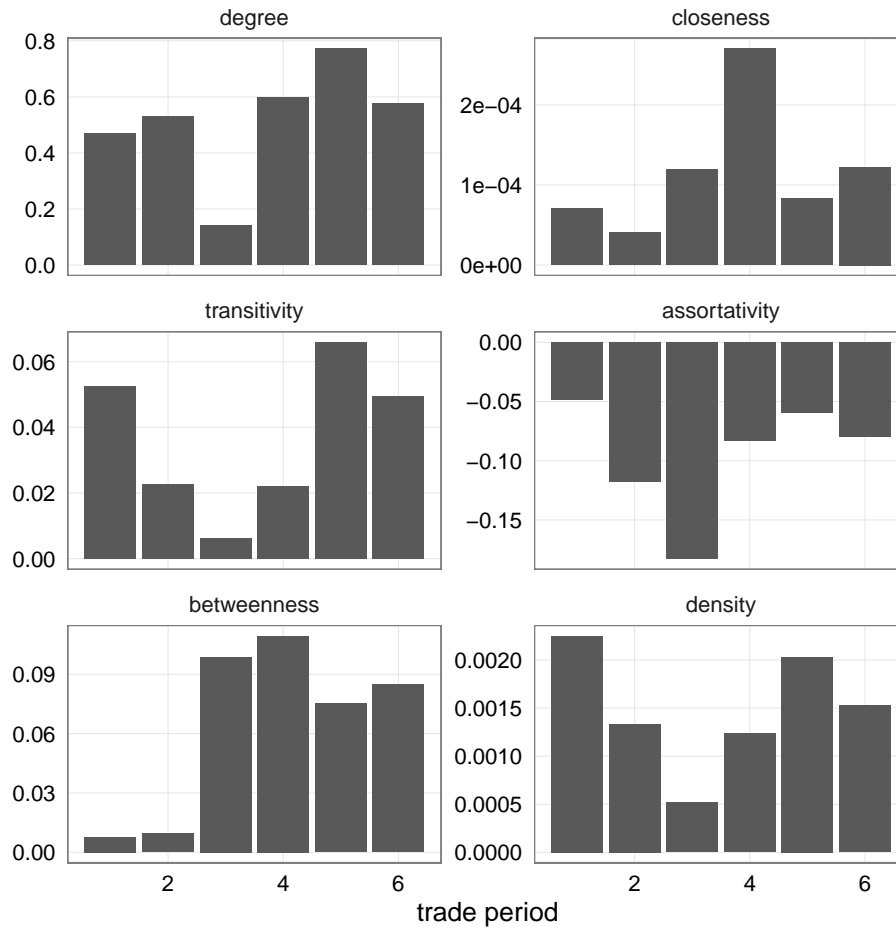 degree
closeness
0.8
0.6
0.4
0.2
0.0
2e−04
1e−04
0e+00
transitivity
assortativity
0.06
0.04
0.02
0.00
0.00
−0.05
−0.10
−0.15
betweenness
density
0.09
0.06
0.03
0.00
0.0020
0.0015
0.0010
0.0005
0.0000
2 4 6
2 4 6
trade period